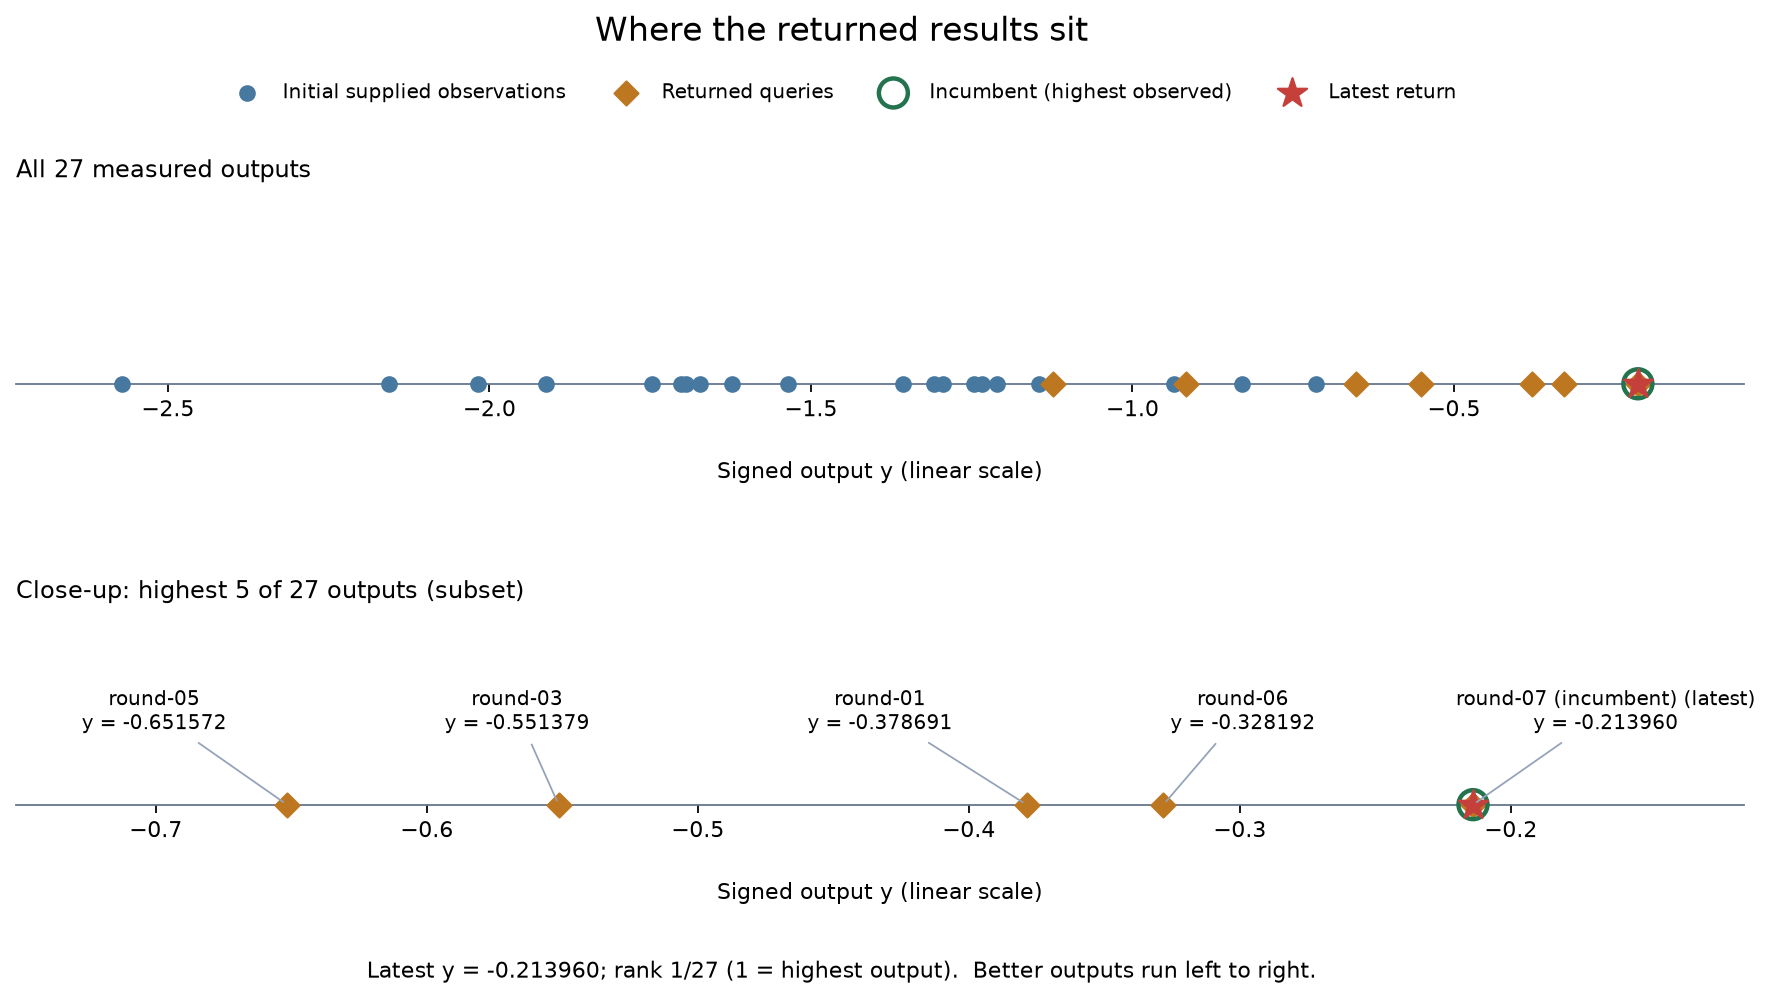 Where the returned results sit
Initial supplied observations
Returned queries
Incumbent (highest observed)
Latest return
All 27 measured outputs
−2.5
−2.0
−1.5
−1.0
−0.5
Signed output y (linear scale)
Close-up: highest 5 of 27 outputs (subset)
round-05
y = -0.651572
round-03
y = -0.551379
round-01
y = -0.378691
round-06
y = -0.328192
round-07 (incumbent) (latest)
y = -0.213960
−0.7
−0.6
−0.5
−0.4
−0.3
−0.2
Signed output y (linear scale)
Latest y = -0.213960; rank 1/27 (1 = highest output).  Better outputs run left to right.